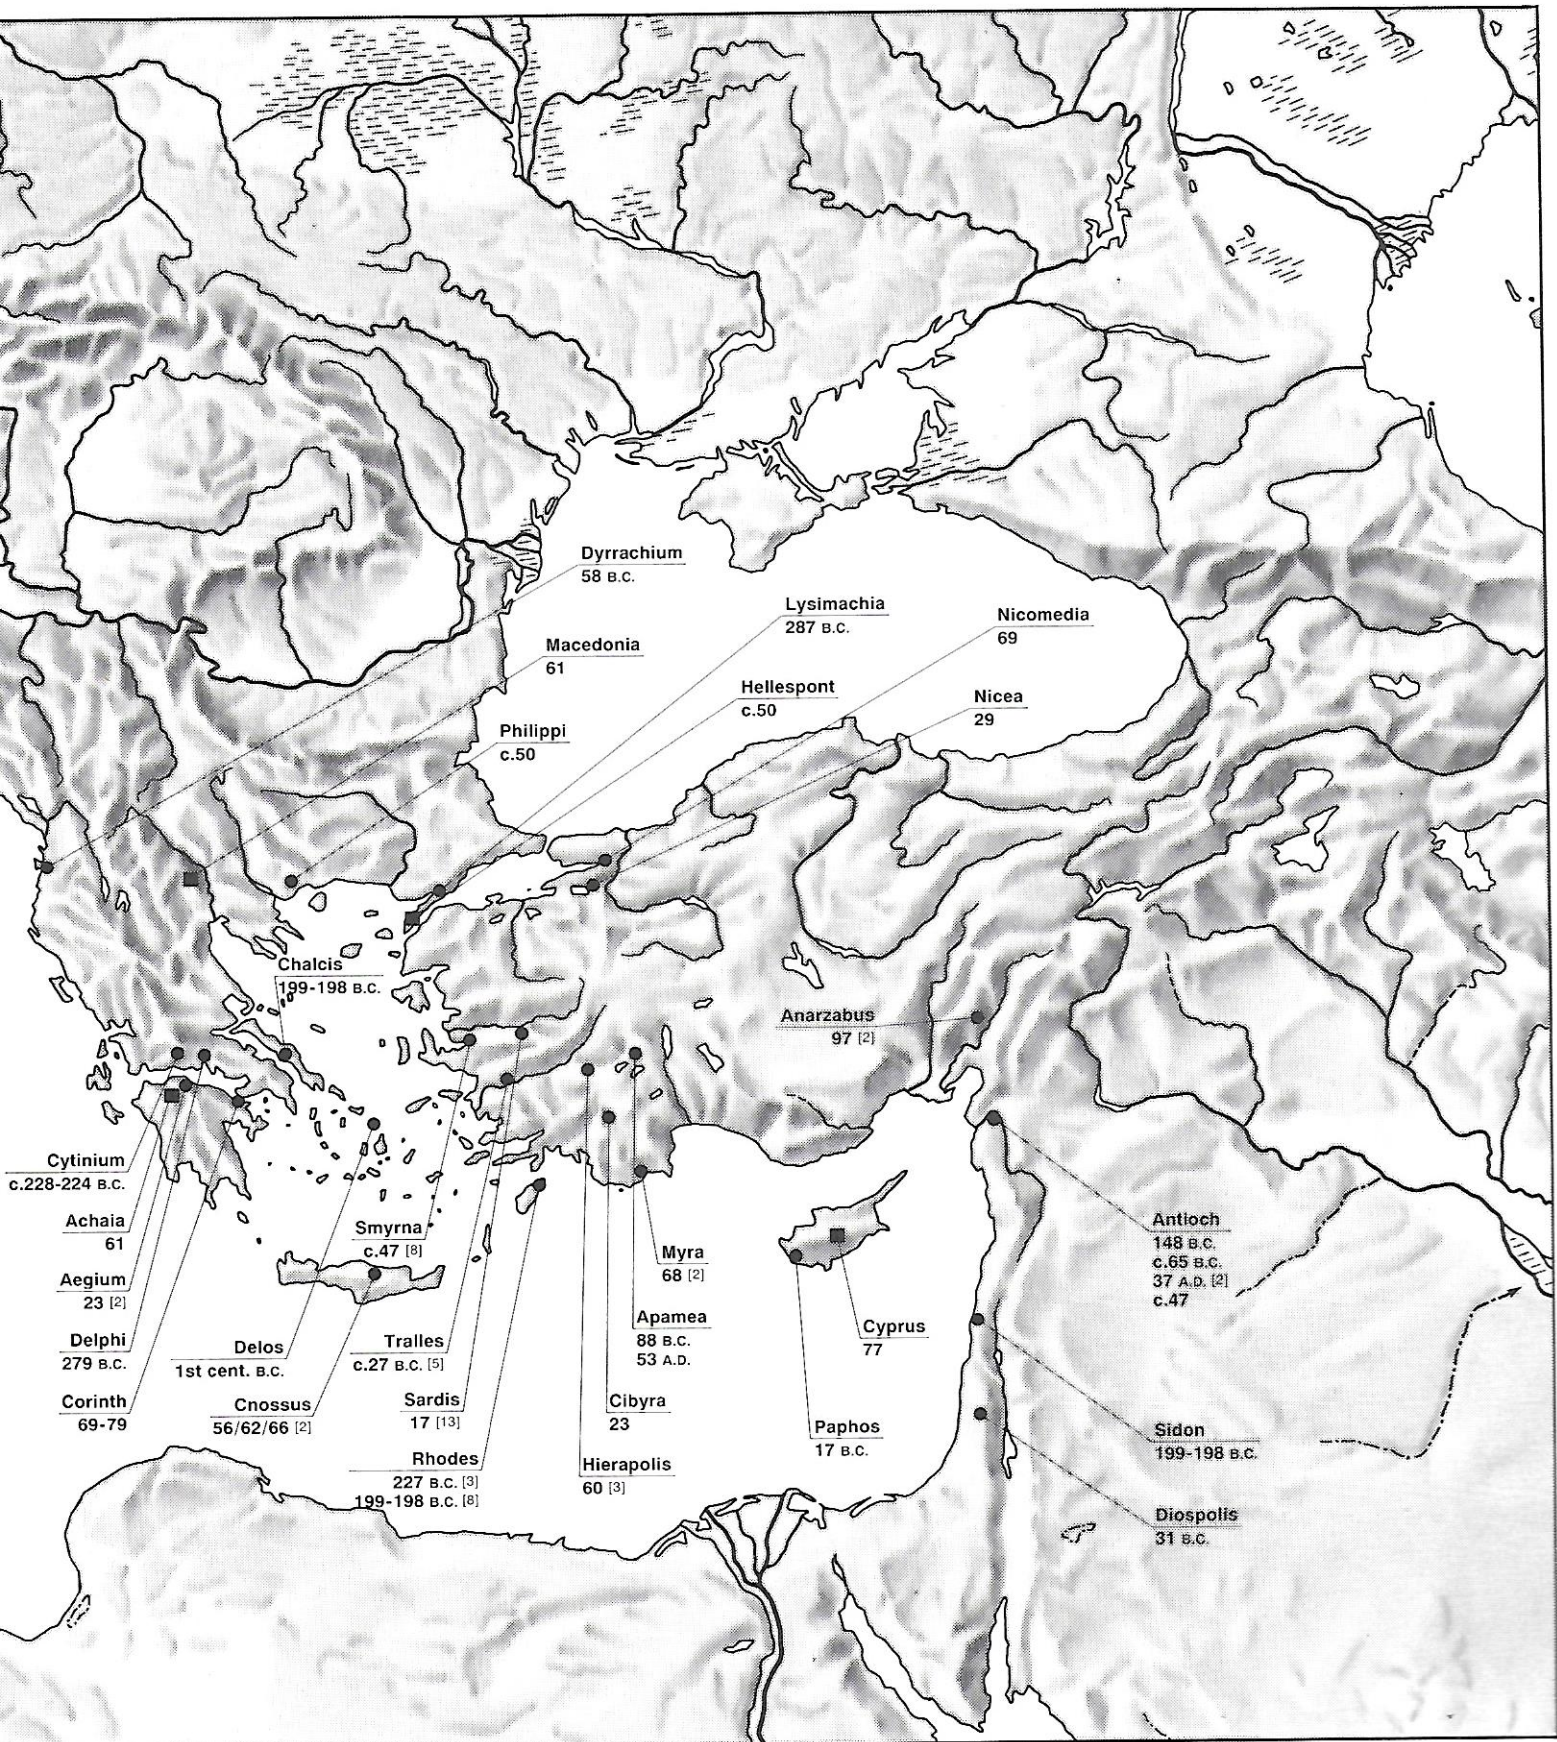 Dyrrachium
58 B.C.
Lysimachia
287 B.C.
Nicomedia
69
Macedonia
61
Hellespont
c.50
Nicea
29
Philippi
c.50
Chalcis
199-198 B.C.
Anarzabus
97 [2]
Cytinium
c.228-224 B.C.
Achaia
61
Aegium
23 [2]
Delphi
279 B.C.
Corinth
69-79
Smyrna
c.47 [8]
Delos
1st cent. B.C.
Cnossus
56/62/66 [2]
Tralles
c.27 B.C. [5]
Sardis
17 [13]
Rhodes
227 B.C. [3]
199-198 B.C. [8]
Myra
68 [2]
Apamea
88 B.C.
53 A.D.
Cibyra
23
Hierapolis
60 [3]
Cyprus
77
Paphos
17 B.C.
Antioch
148 B.C.
c.65 B.C.
37 A.D. [2]
c.47
Sidon
199-198 B.C.
Diospolis
31 B.C.